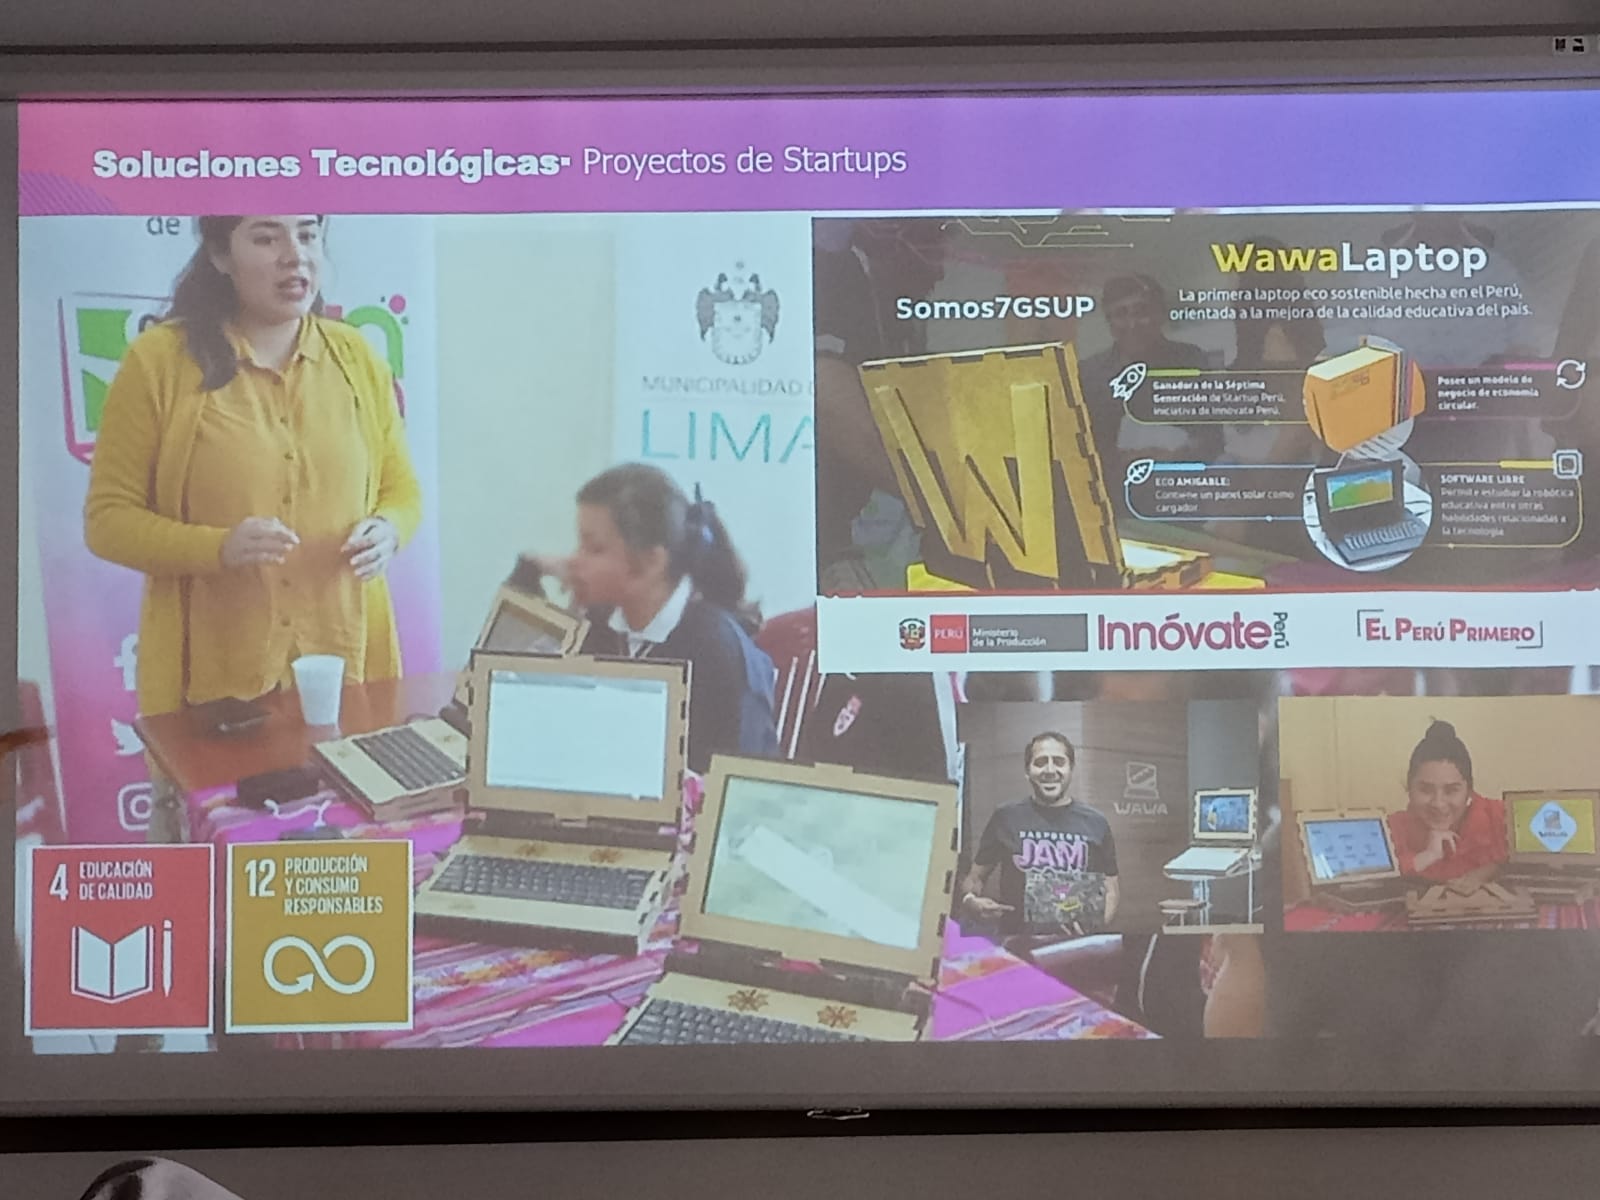 Soluciones Tecnológicas- Proyectos de Startups
de
MUNICIPALIDAD
LIMA
Somos7GSUP
WawaLaptop
La primera laptop eco sostenible hecha en el Perú,
orientada a la mejora de la calidad educativa del país.
Ganadora de la Séptima
Generación de Startup Perú,
iniciativa de Innóvate Perú.
Posee un modelo de
negocio de economía
circular.
ECO AMIGABLE:
Contiene un panel solar como
cargador
SOFTWARE LIBRE
Permite estudiar la robótica
educativa entre otras
habilidades relacionadas a
la tecnología
PERÚ
Ministerio
de la Producción
Innóvate Perú
EL PERÚ PRIMERO
RASPBERRY
JAM
WAWA
4 EDUCACIÓN
DE CALIDAD
12 PRODUCCIÓN
Y CONSUMO
RESPONSABLES